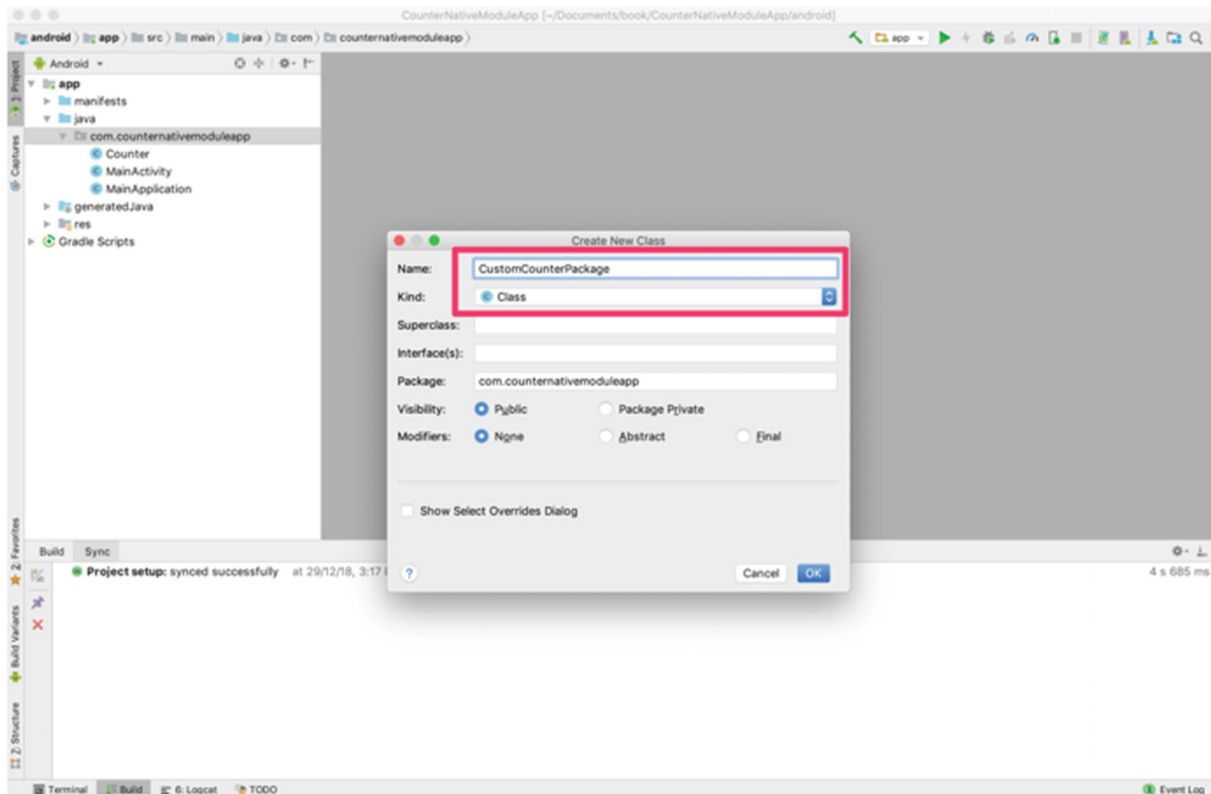 CounterNativeModuleApp [~/Documents/book/CounterNativeModuleApp/android]
android app src main java com counternativemoduleapp
app
1: Project
Captures
2: Favorites
Build Variants
7: Structure
Android
app
manifests
java
com.counternativemoduleapp
Counter
MainActivity
MainApplication
generatedJava
res
Gradle Scripts
Create New Class
Name: CustomCounterPackage
Kind: Class
Superclass:
Interface(s):
Package: com.counternativemoduleapp
Visibility: Public Package Private
Modifiers: None Abstract Final
Show Select Overrides Dialog
? Cancel OK
Build Sync
Project setup: synced successfully at 29/12/18, 3:17
4 s 685 ms
Terminal Build 6: Logcat TODO
Event Log